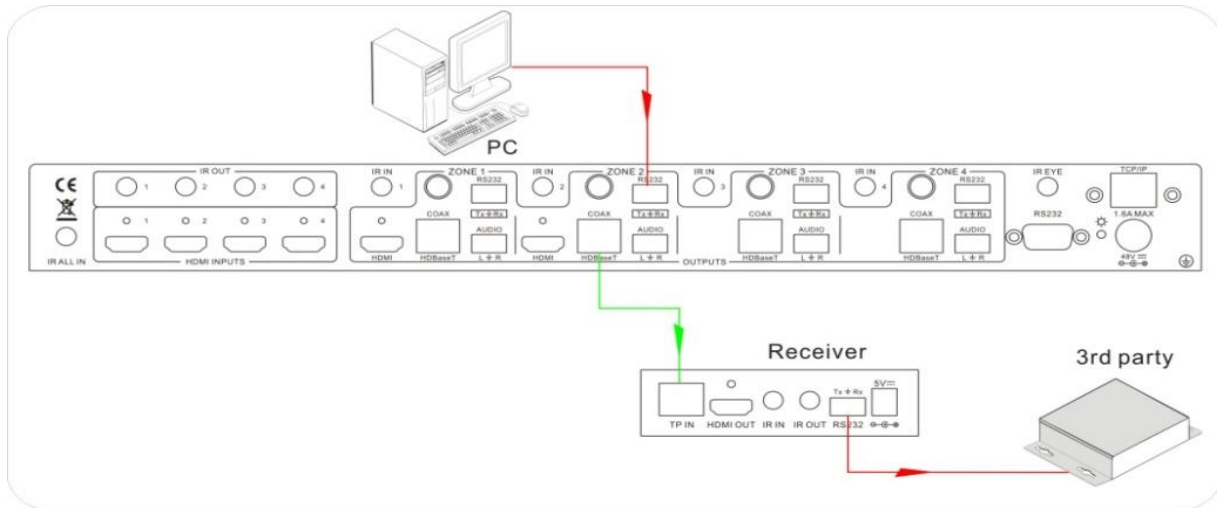 PC
CE
IR OUT
1 2 3 4
IR IN 1
ZONE 1
RS232
IR IN 2
ZONE 2
RS232
IR IN 3
ZONE 3
RS232
IR IN 4
ZONE 4
RS232
IR EYE
TCP/IP
COAX
Tx Rx
COAX
Tx Rx
COAX
Tx Rx
COAX
Tx Rx
RS232
1.6A MAX
1 2 3 4
AUDIO
AUDIO
AUDIO
AUDIO
IR ALL IN
HDMI INPUTS
HDMI
HDBaseT
L R
HDMI
HDBaseT
L R
OUTPUTS
HDBaseT
L R
HDBaseT
L R
48V
Receiver
3rd party
Tx Rx
5V
TP IN HDMI OUT IR IN IR OUT RS232